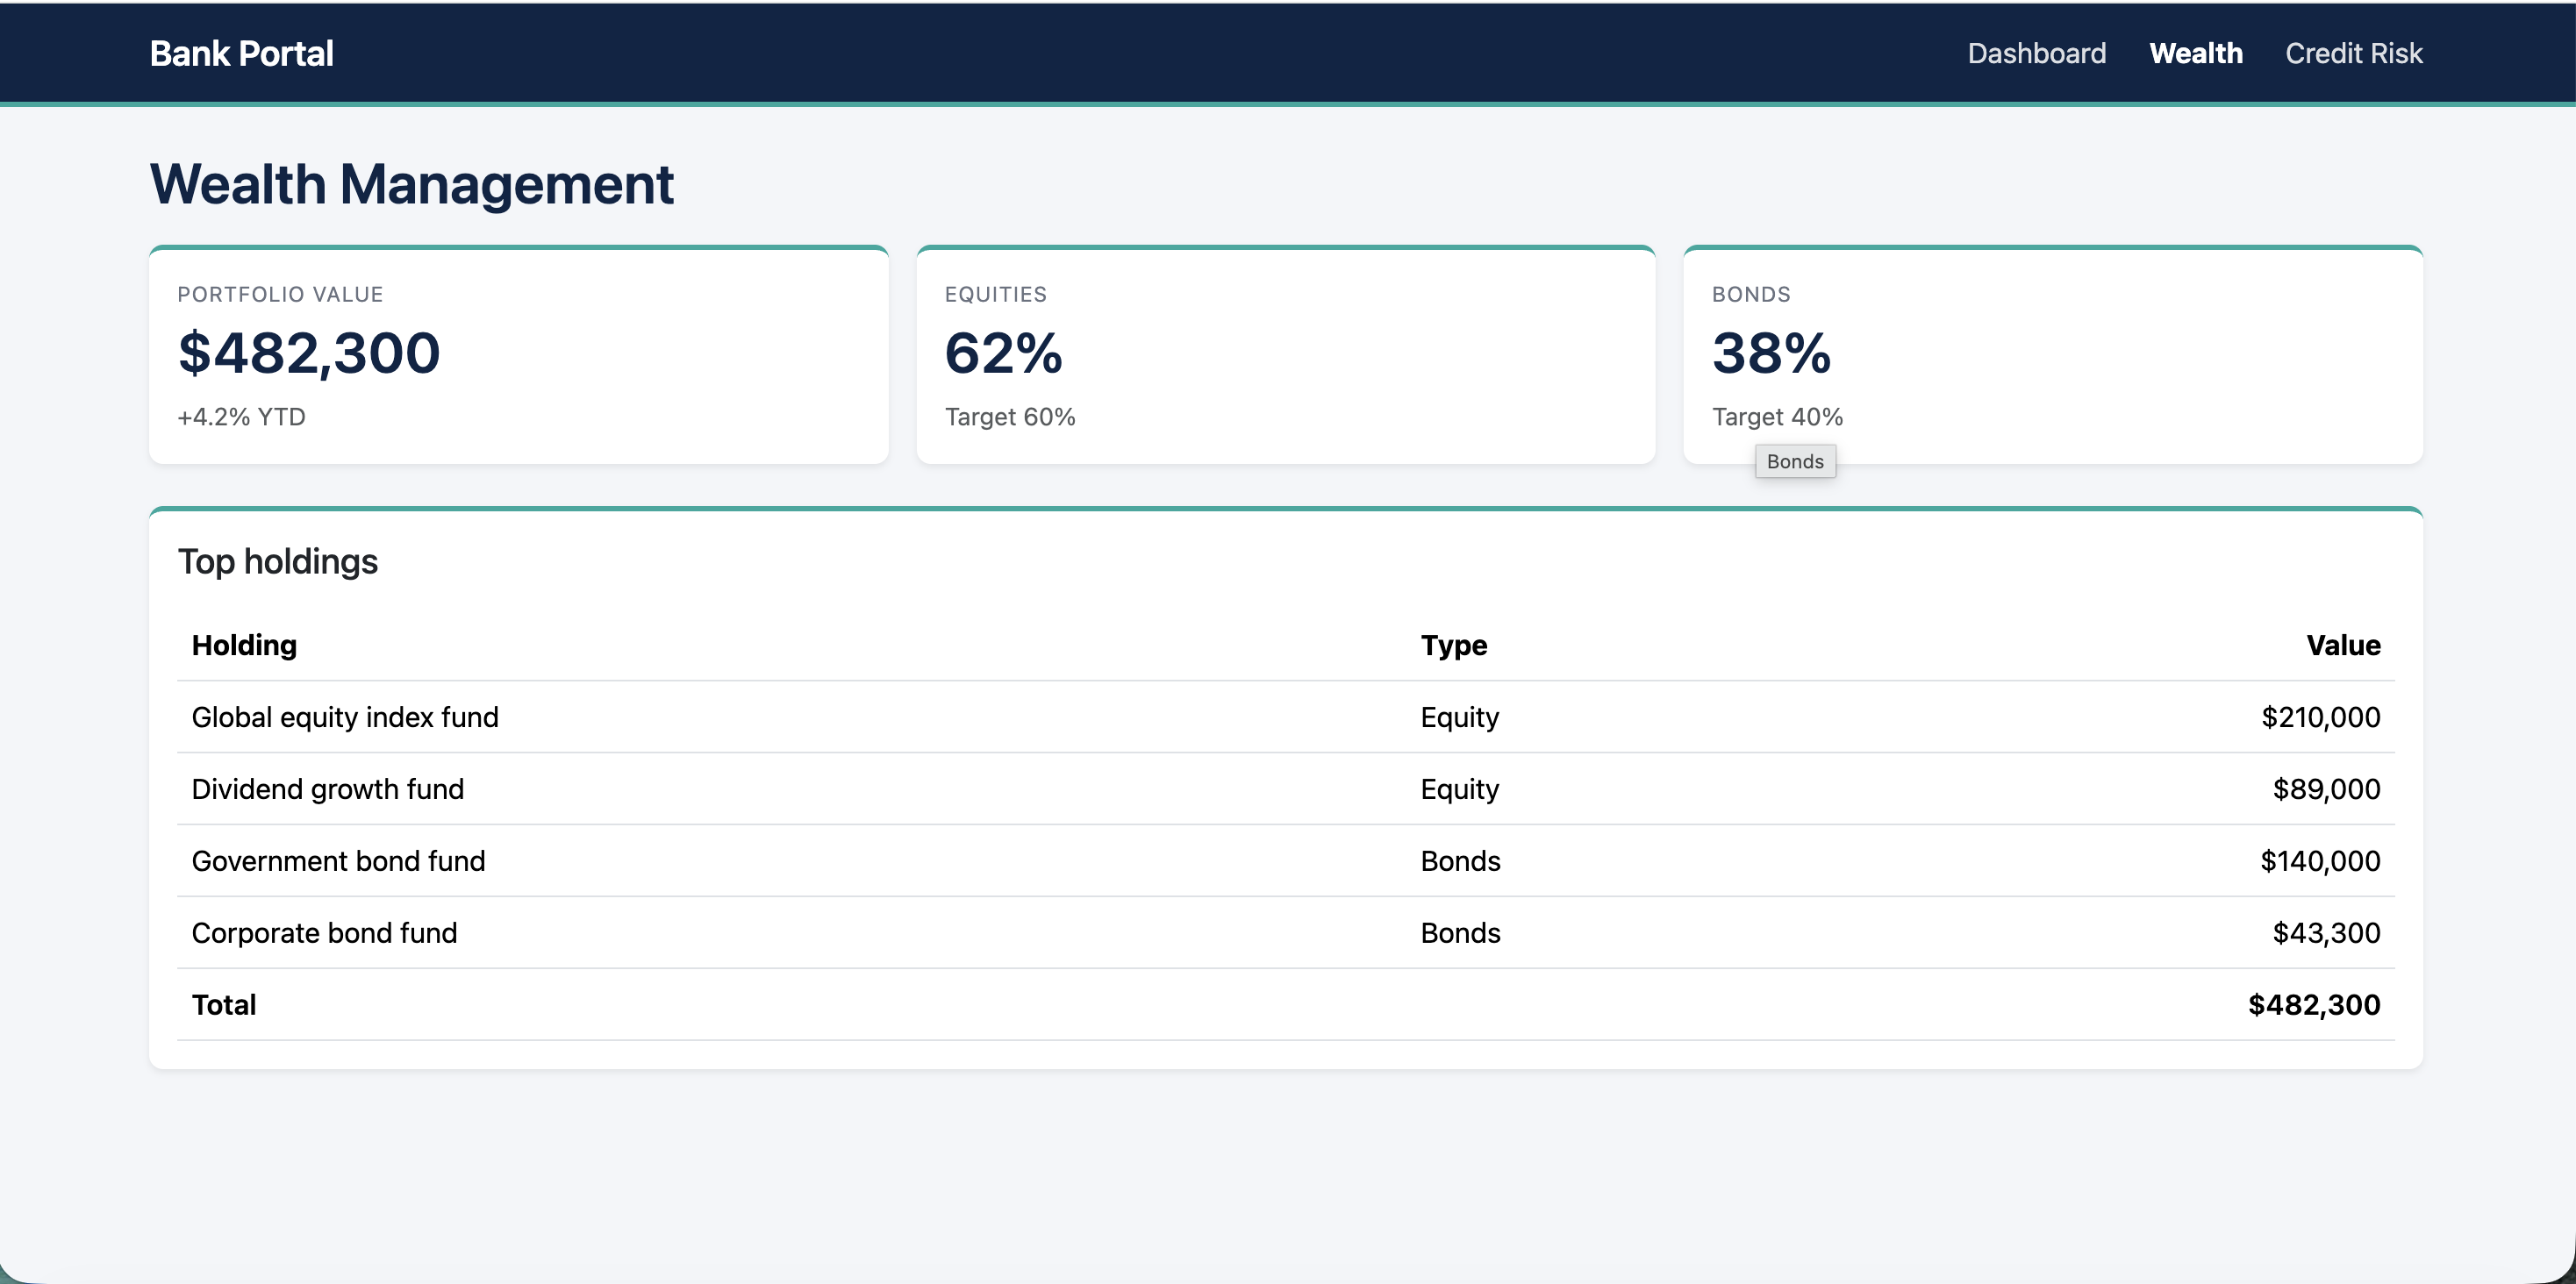 Bank Portal
Dashboard Wealth Credit Risk
Wealth Management
PORTFOLIO VALUE
$482,300
+4.2% YTD
EQUITIES
62%
Target 60%
BONDS
38%
Target 40%
Bonds
Top holdings
Holding Type Value
Global equity index fund Equity $210,000
Dividend growth fund Equity $89,000
Government bond fund Bonds $140,000
Corporate bond fund Bonds $43,300
Total $482,300